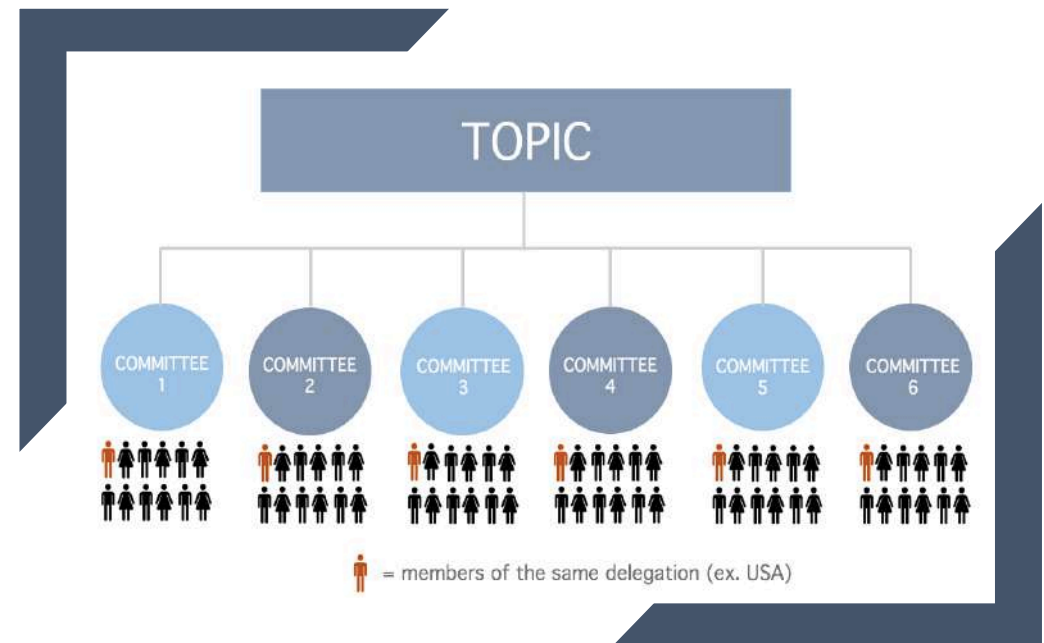 TOPIC
COMMITTEE
1
COMMITTEE
2
COMMITTEE
3
COMMITTEE
4
COMMITTEE
5
COMMITTEE
6
= members of the same delegation (ex. USA)